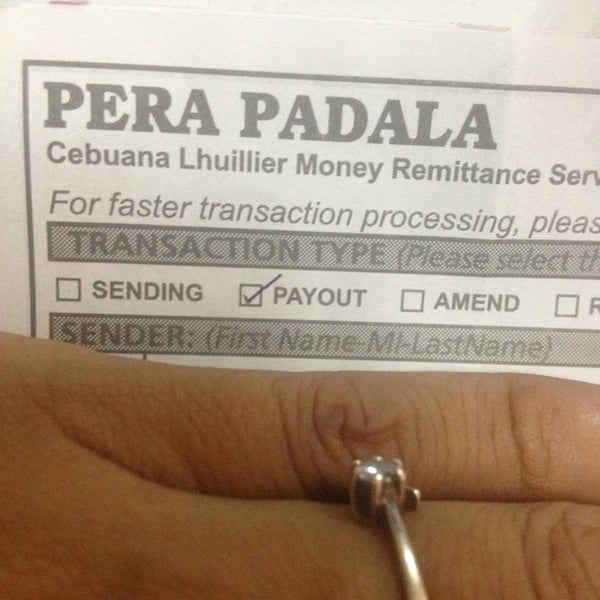 PERA PADALA
Cebuana Lhuillier Money Remittance Serv
For faster transaction processing, pleas
TRANSACTION TYPE (Please select th
SENDING PAYOUT AMEND R
SENDER: (First Name-MI-LastName)